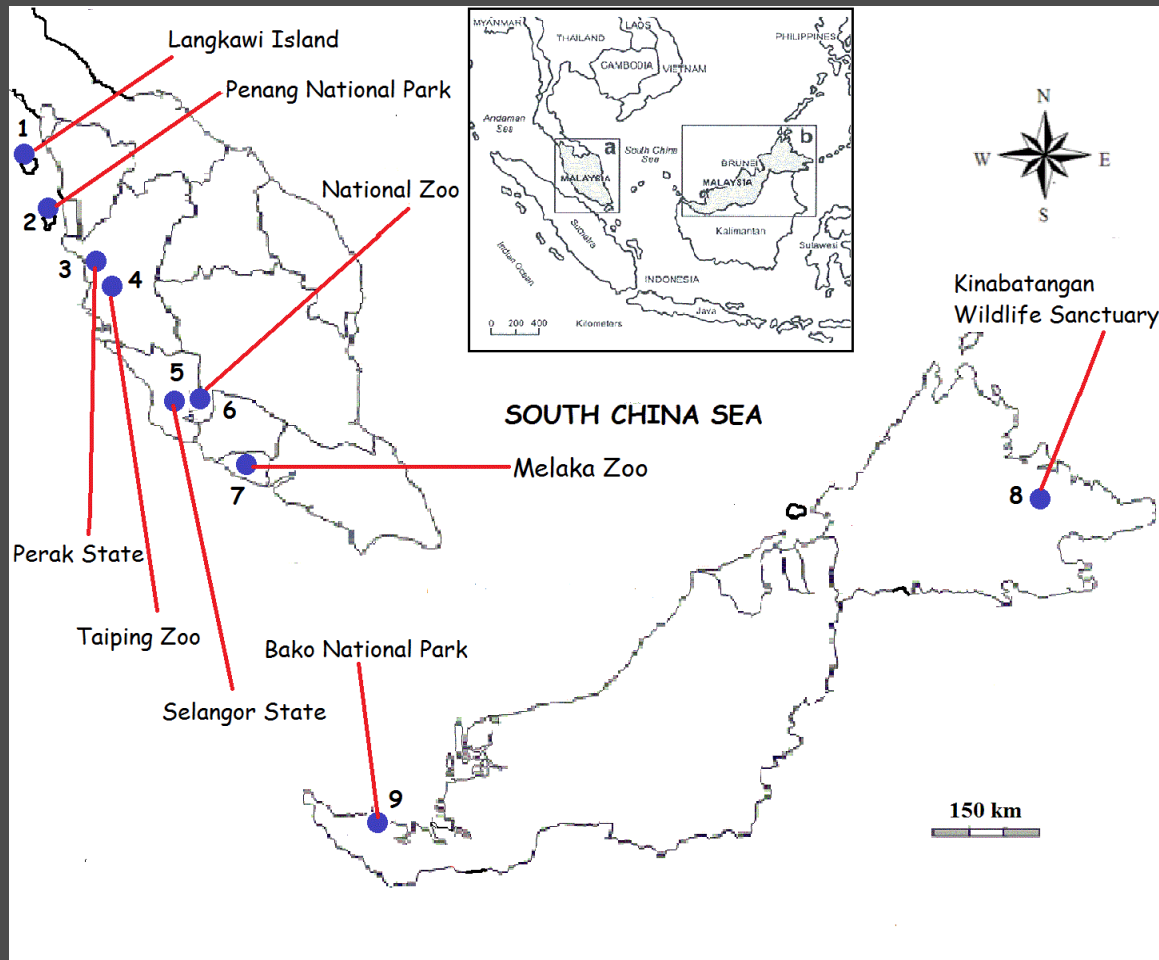 Langkawi Island
Penang National Park
National Zoo
1
2
3
4
5
6
7
Melaka Zoo
Perak State
Taiping Zoo
Selangor State
Bako National Park
9
SOUTH CHINA SEA
Kinabatangan
Wildlife Sanctuary
8
N
W
E
S
150 km
MYANMAR
LAOS
THAILAND
CAMBODIA
VIETNAM
PHILIPPINES
Andaman
Sea
a
South China
Sea
b
BRUNEI
MALAYSIA
MALAYSIA
Sumatra
Kalimantan
Sulawesi
Indian Ocean
INDONESIA
Java
0 200 400
Kilometers